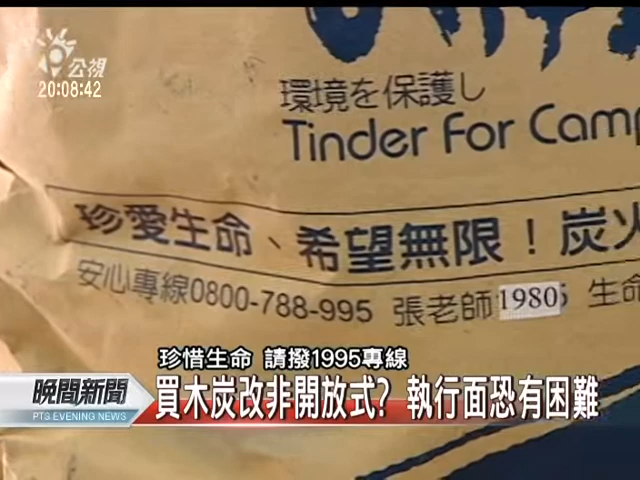 公視
20:08:42
環境を保護し
Tinder For Camp
珍愛生命、希望無限！炭火
安心專線0800-788-995 張老師1980 生命
珍惜生命 請撥1995專線
晚間新聞
PTS EVENING NEWS
買木炭改非開放式? 執行面恐有困難